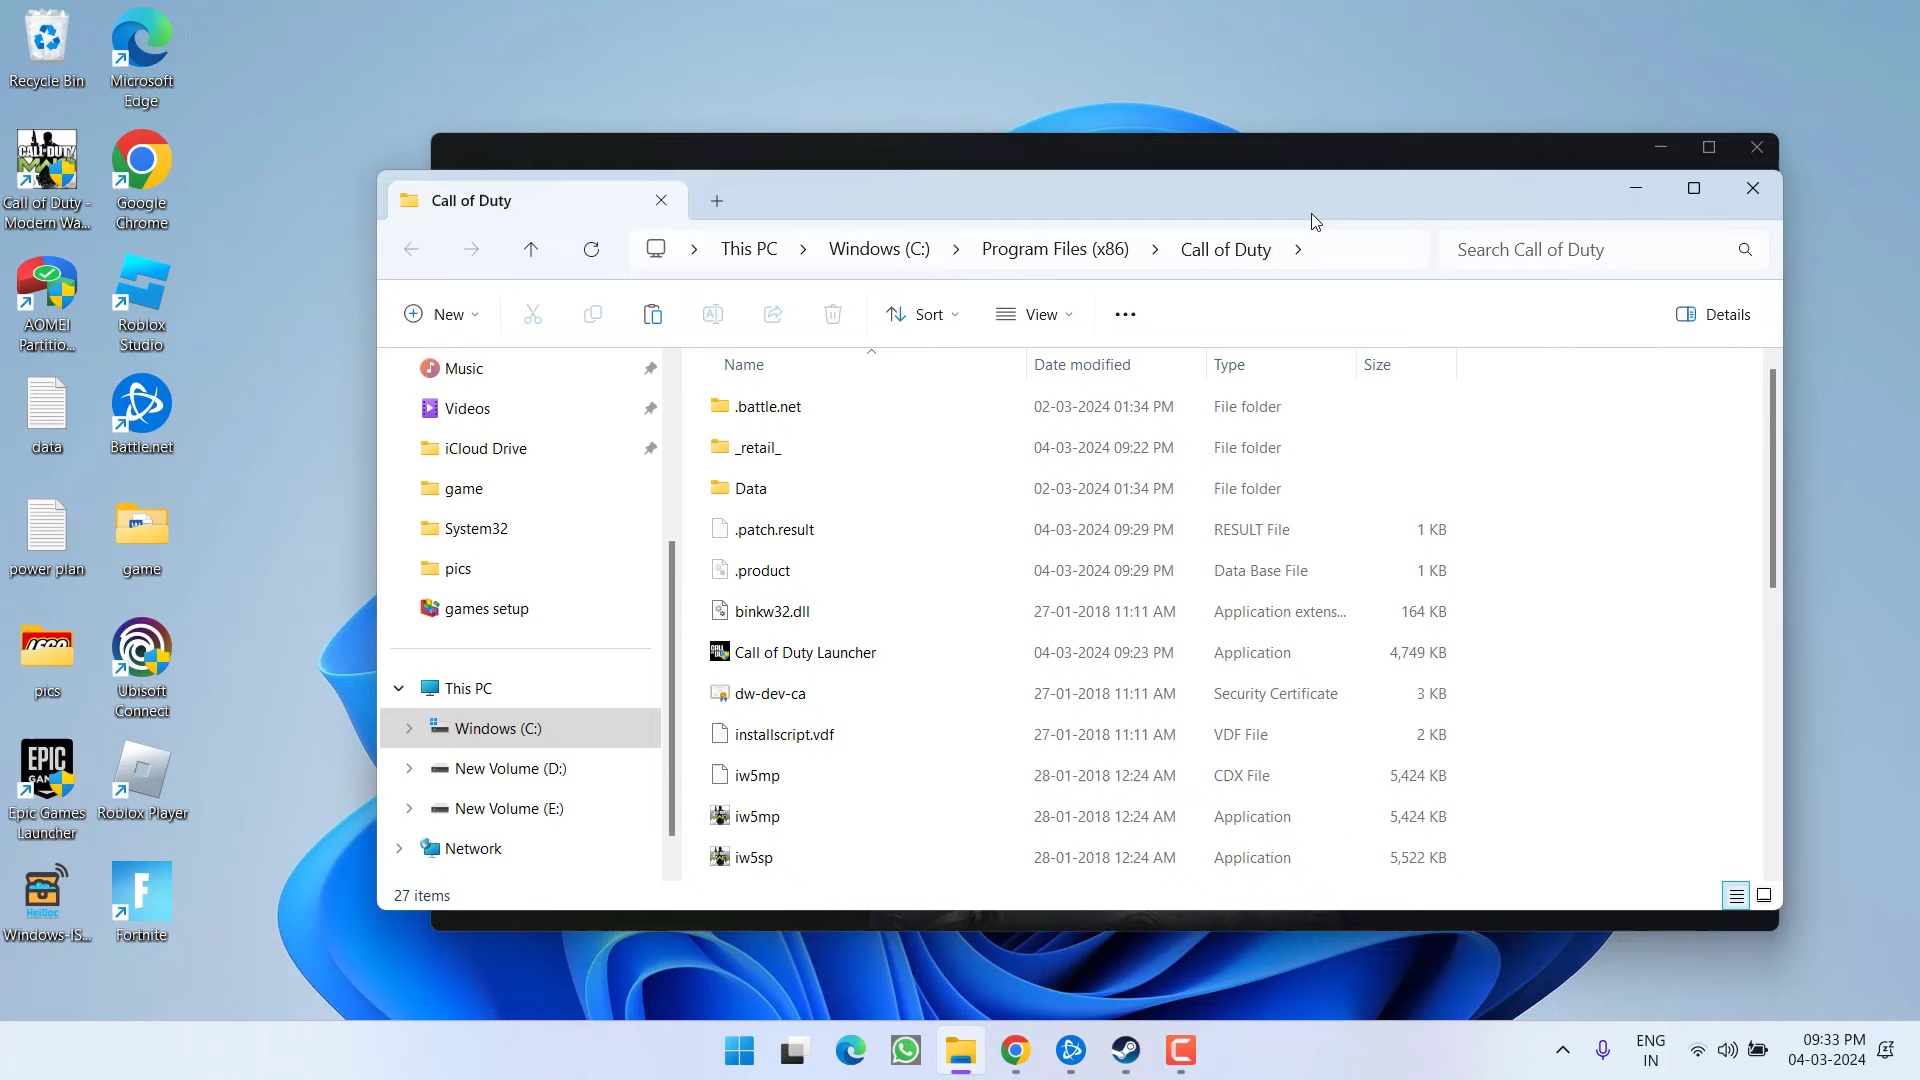 Recycle Bin
Microsoft
Edge
CALL·DUTY
Call of Duty -
Modern Wa...
Google
Chrome
AOMEI
Partitio...
Roblox
Studio
data
Battle.net
power plan
game
LEGO
pics
Ubisoft
Connect
EPIC
Epic Games
Launcher
Roblox Player
HeiDoc
Windows-IS...
Fortnite
Call of Duty
This PC
Windows (C:)
Program Files (x86)
Call of Duty
Search Call of Duty
New
Sort
View
Details
Music
Videos
iCloud Drive
game
System32
pics
games setup
This PC
Windows (C:)
New Volume (D:)
New Volume (E:)
Network
Name Date modified Type Size
.battle.net 02-03-2024 01:34 PM File folder
_retail_ 04-03-2024 09:22 PM File folder
Data 02-03-2024 01:34 PM File folder
.patch.result 04-03-2024 09:29 PM RESULT File 1 KB
.product 04-03-2024 09:29 PM Data Base File 1 KB
binkw32.dll 27-01-2018 11:11 AM Application extens... 164 KB
Call of Duty Launcher 04-03-2024 09:23 PM Application 4,749 KB
dw-dev-ca 27-01-2018 11:11 AM Security Certificate 3 KB
installscript.vdf 27-01-2018 11:11 AM VDF File 2 KB
iw5mp 28-01-2018 12:24 AM CDX File 5,424 KB
iw5mp 28-01-2018 12:24 AM Application 5,424 KB
iw5sp 28-01-2018 12:24 AM Application 5,522 KB
27 items
ENG
IN
09:33 PM
04-03-2024